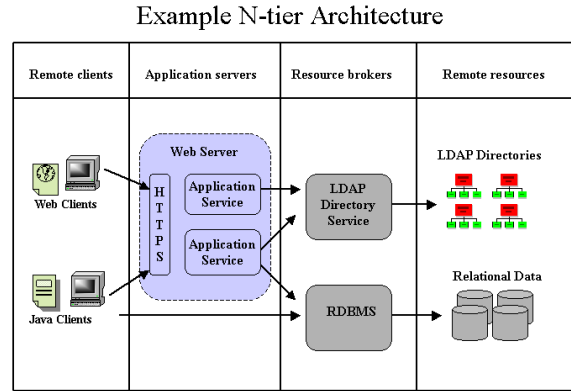 Example N-tier Architecture
Remote clients
Application servers
Resource brokers
Remote resources
Web Clients
Java Clients
Web Server
HTTPS
Application
Service
Application
Service
LDAP
Directory
Service
RDBMS
LDAP Directories
Relational Data